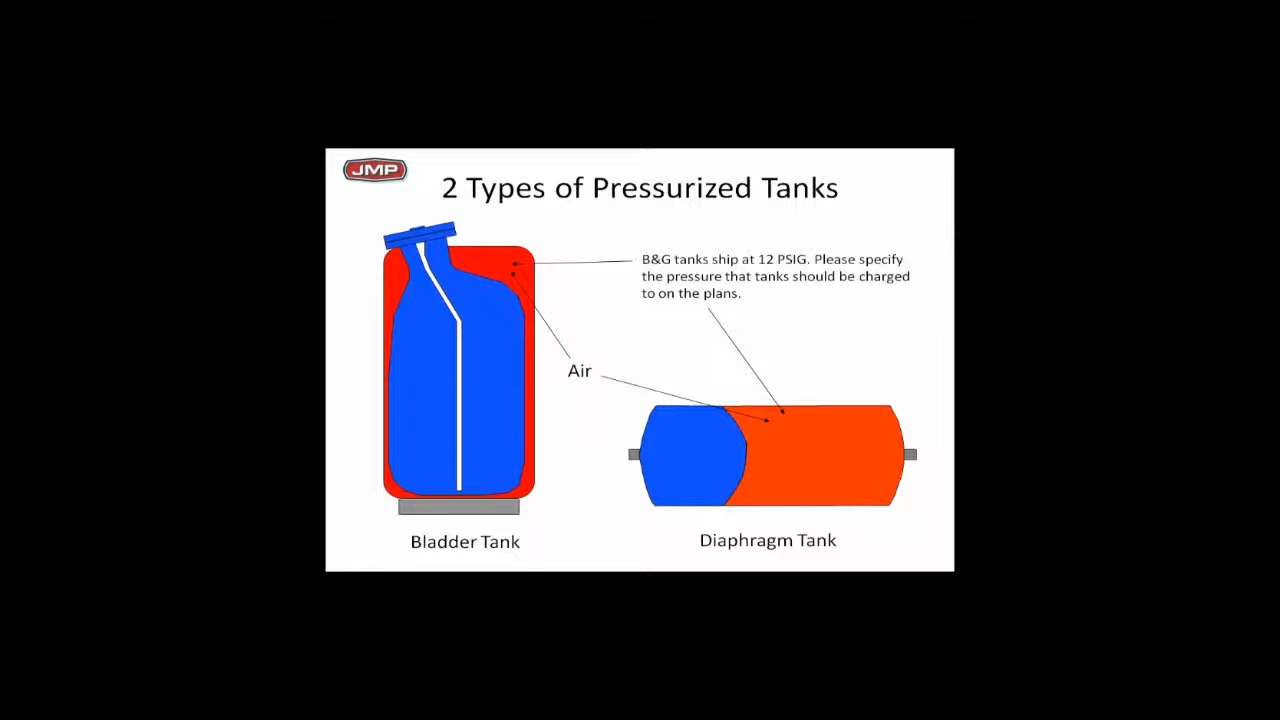 JMP
2 Types of Pressurized Tanks
B&G tanks ship at 12 PSIG. Please specify
the pressure that tanks should be charged
to on the plans.
Air
Bladder Tank
Diaphragm Tank